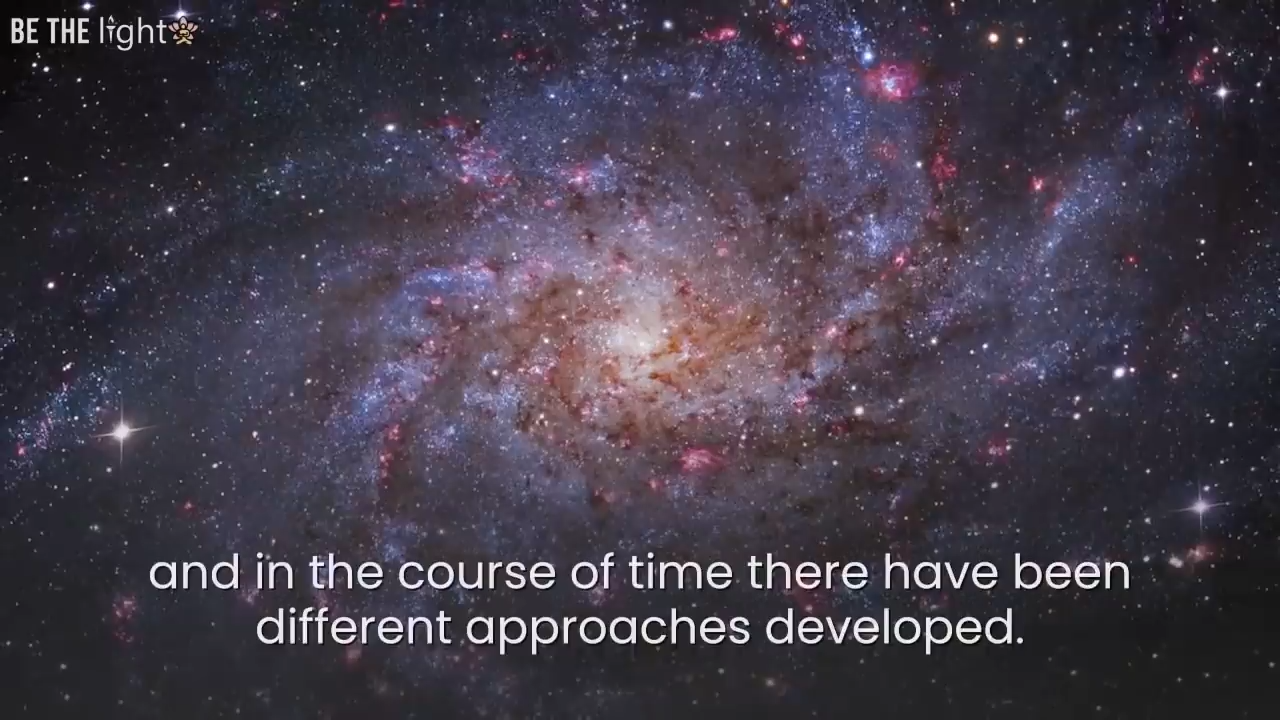 BE THE light
and in the course of time there have been
different approaches developed.